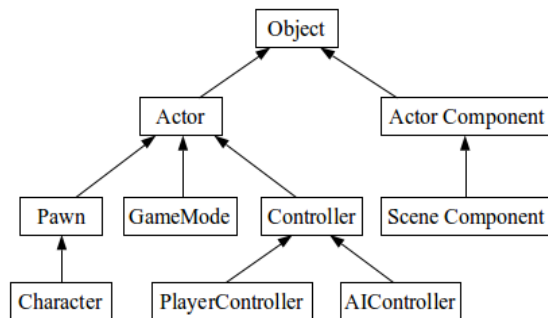 Object
Actor
Actor Component
Pawn
GameMode
Controller
Scene Component
Character
PlayerController
AIController